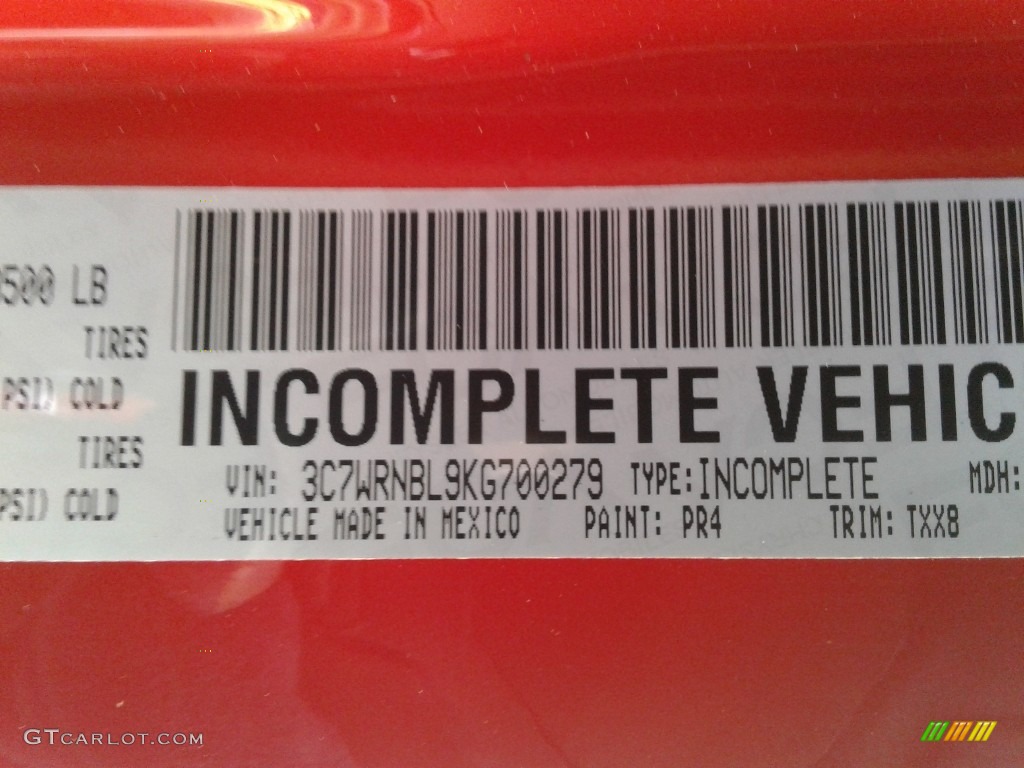 500 LB
TIRES
PSI) COLD
TIRES
PSI) COLD
INCOMPLETE VEHIC
VIN: 3C7WRNBL9KG700279 TYPE:INCOMPLETE MDH:
VEHICLE MADE IN MEXICO PAINT: PR4 TRIM: TXX8
GTCARLOT.COM